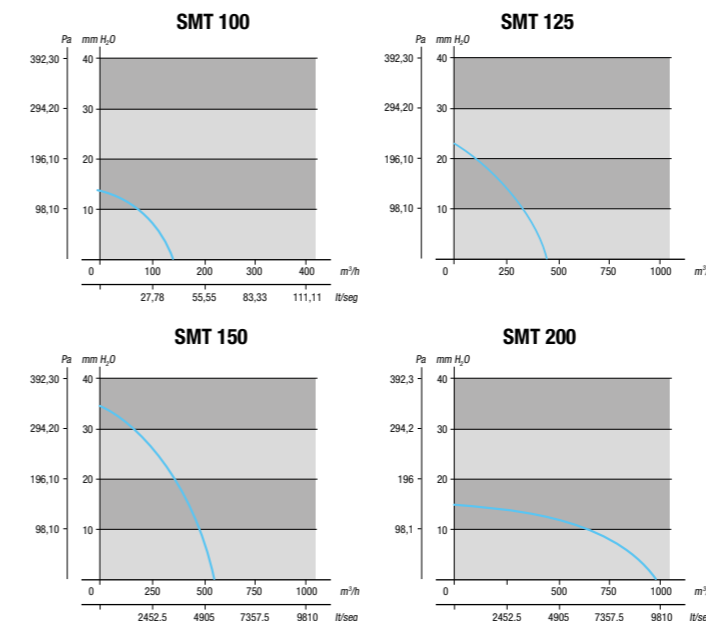 SMT 100
Pa mm H₂O
392,30 40
294,20 30
196,10 20
98,10 10
0 100 200 300 400 m³/h
27,78 55,55 83,33 111,11 lt/seg
SMT 125
Pa mm H₂O
392,30 40
294,20 30
196,10 20
98,10 10
0 250 500 750 1000 m³
SMT 150
Pa mm H₂O
392,30 40
294,20 30
196,10 20
98,10 10
0 250 500 750 1000 m³/h
2452.5 4905 7357.5 9810 lt/seg
SMT 200
Pa mm H₂O
392,3 40
294,2 30
196 20
98,1 10
0 500 750 1000 m³
2452.5 4905 7357.5 9810 lt/se